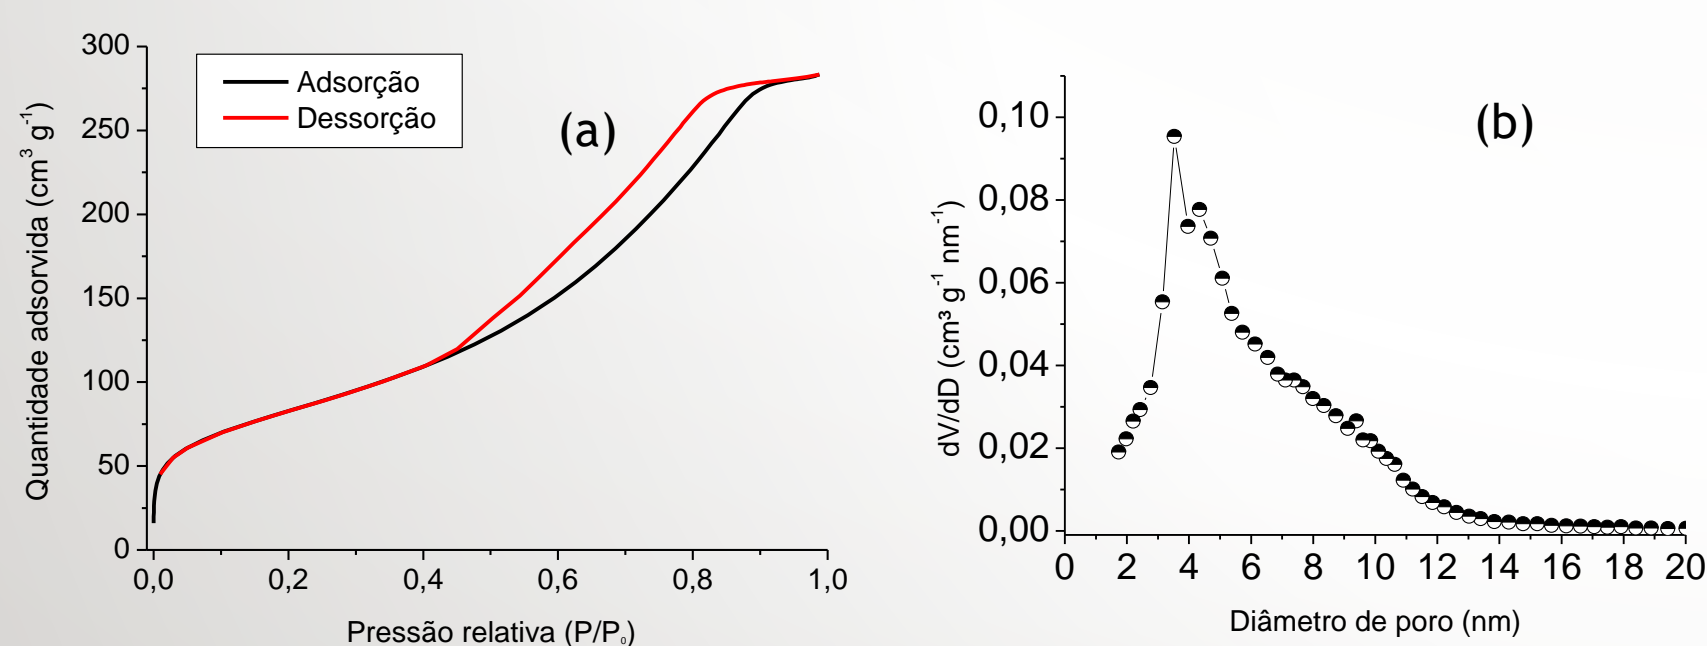 300
250
200
150
100
50
0
Quantidade adsorvida (cm³ g⁻¹)
Adsorção
Dessorção
(a)
0,0 0,2 0,4 0,6 0,8 1,0
Pressão relativa (P/P₀)
0,10
0,08
0,06
0,04
0,02
0,00
dV/dD (cm³ g⁻¹ nm⁻¹)
(b)
0 2 4 6 8 10 12 14 16 18 20
Diâmetro de poro (nm)